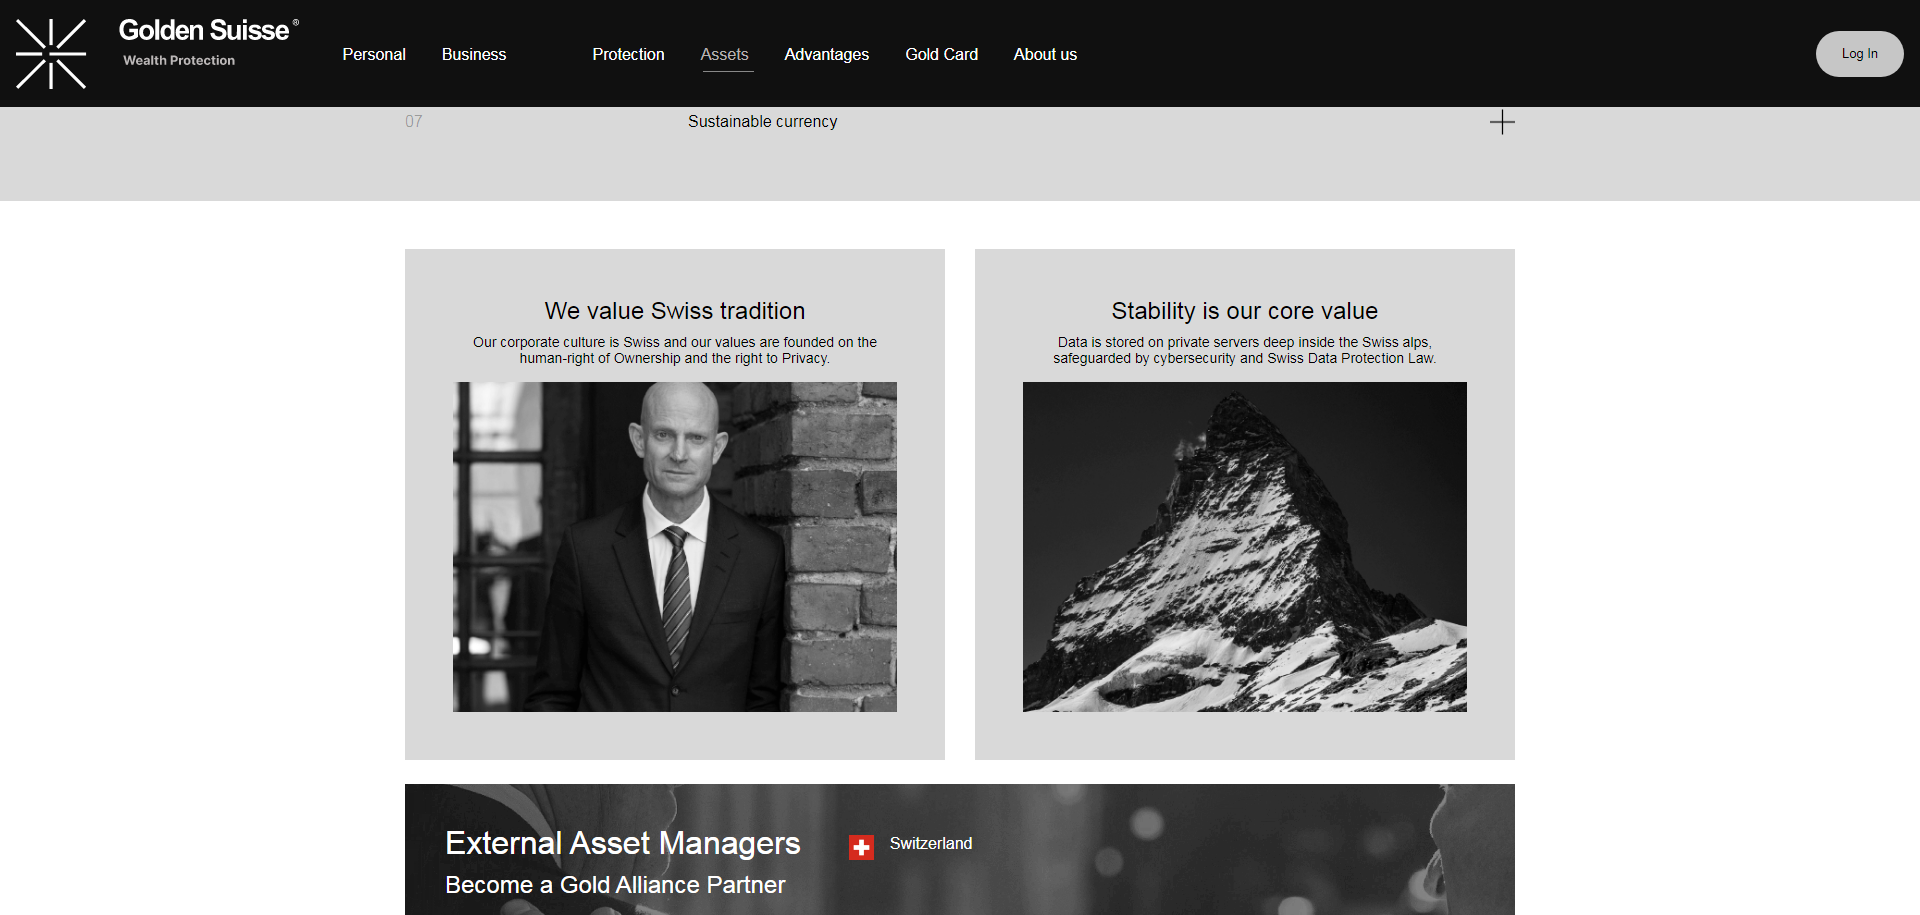 Golden Suisse®
Wealth Protection
Personal
Business
Protection
Assets
Advantages
Gold Card
About us
Log In
07
Sustainable currency
We value Swiss tradition
Our corporate culture is Swiss and our values are founded on the
human-right of Ownership and the right to Privacy.
Stability is our core value
Data is stored on private servers deep inside the Swiss alps,
safeguarded by cybersecurity and Swiss Data Protection Law.
External Asset Managers
Switzerland
Become a Gold Alliance Partner